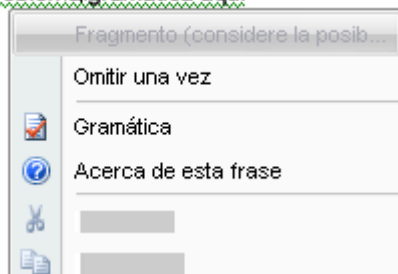 Fragmento (considere la posib...
Omitir una vez
Gramática
Acerca de esta frase